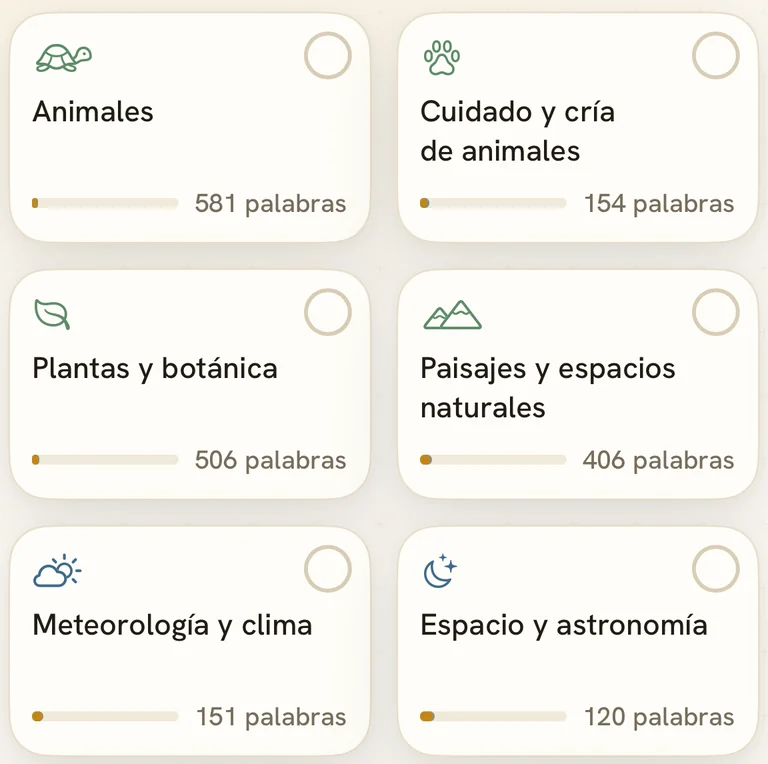 Animales
581 palabras
Cuidado y cría
de animales
154 palabras
Plantas y botánica
506 palabras
Paisajes y espacios
naturales
406 palabras
Meteorología y clima
151 palabras
Espacio y astronomía
120 palabras